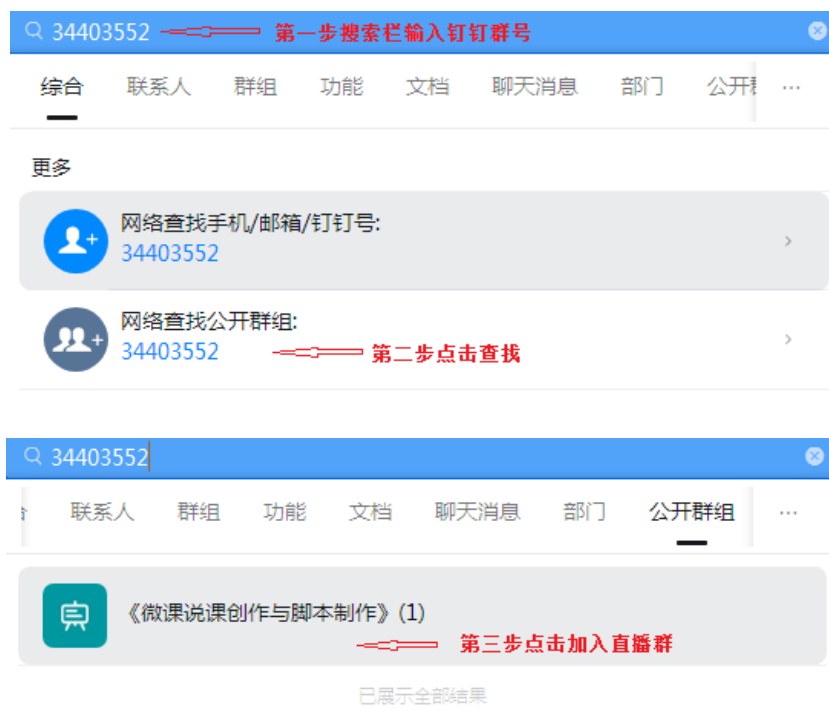 34403552 第一步搜索栏输入钉钉群号
综合 联系人 群组 功能 文档 聊天消息 部门 公开 ...
更多
网络查找手机/邮箱/钉钉号:
34403552
网络查找公开群组:
34403552 第二步点击查找
34403552
联系人 群组 功能 文档 聊天消息 部门 公开群组 ...
《微课说课创作与脚本制作》(1)
第三步点击加入直播群
已展示全部结果